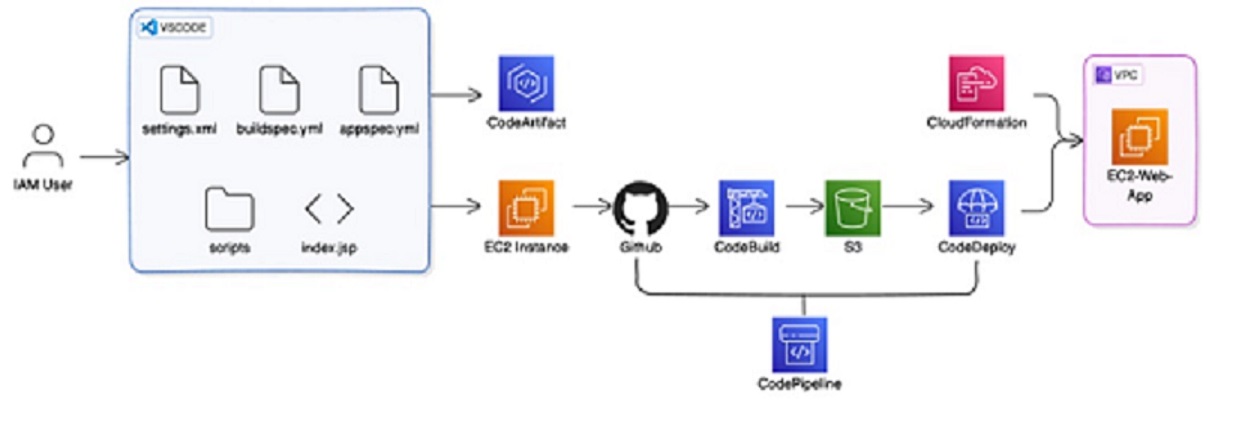 VSCODE
settings.xml
buildspec.yml
appspec.yml
scripts
index.jsp
IAM User
CodeArtifact
EC2 Instance
Github
CodeBuild
S3
CodeDeploy
CloudFormation
VPC
EC2-Web-
App
CodePipeline